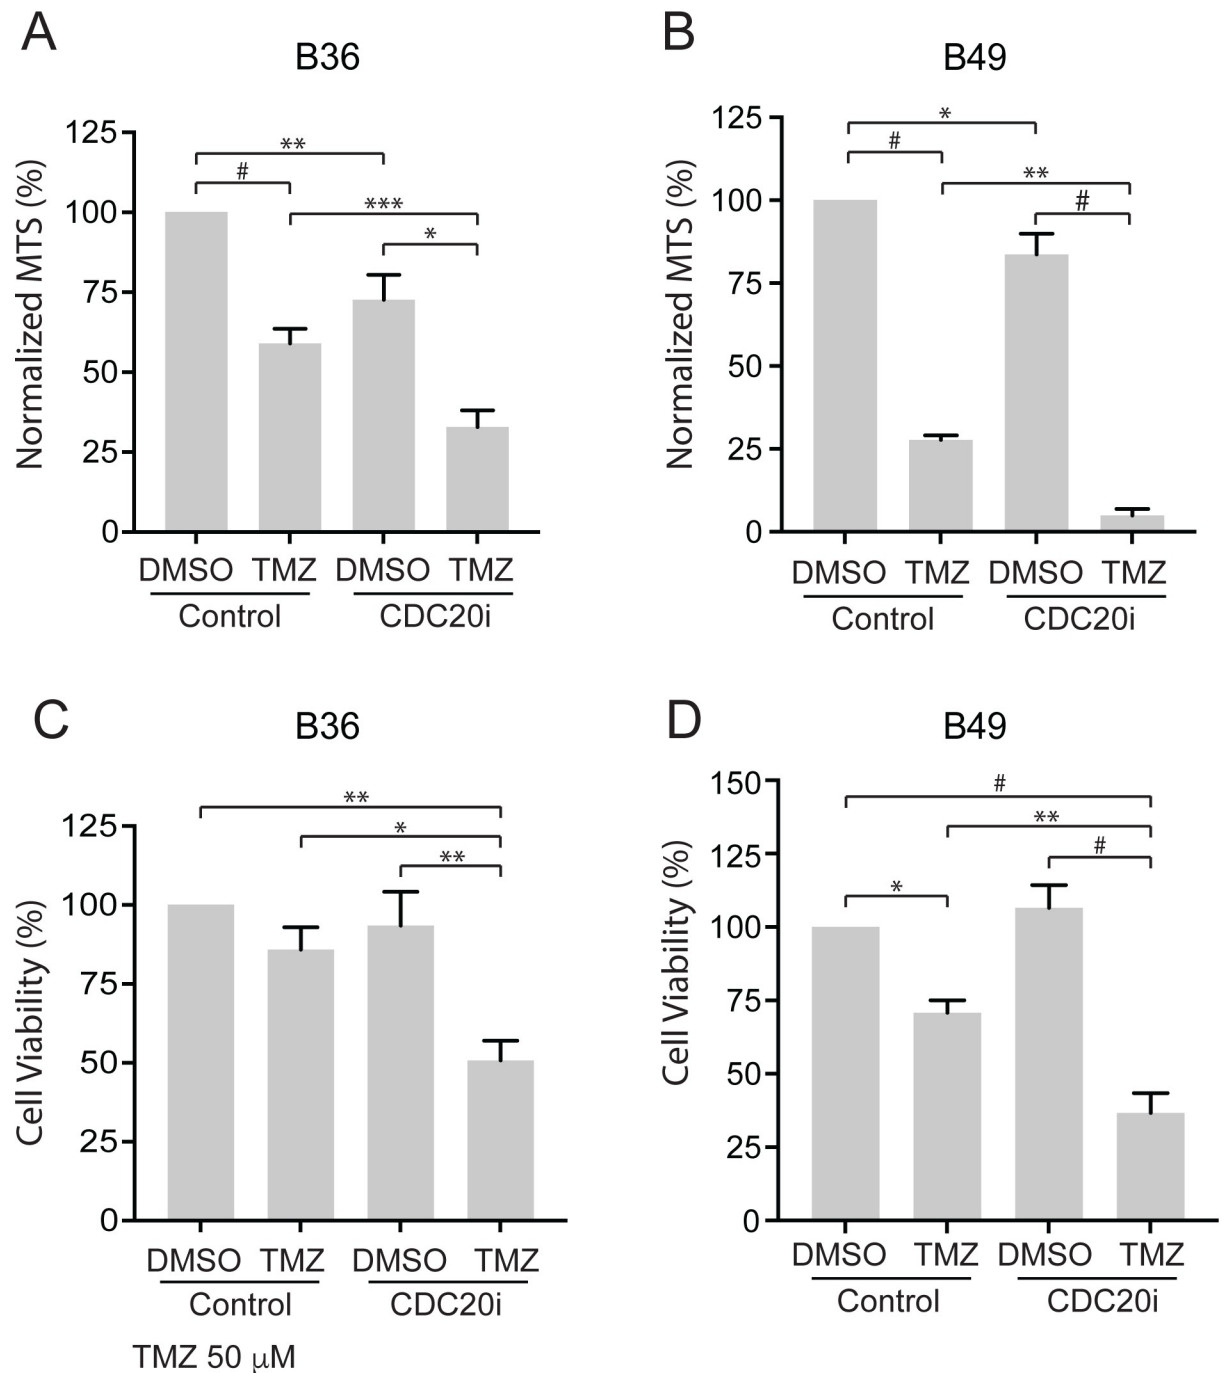 A
B36
Normalized MTS (%)
125
100
75
50
25
0
**
#
***
*
DMSO TMZ DMSO TMZ
Control CDC20i
B
B49
Normalized MTS (%)
125
100
75
50
25
0
*
#
**
#
DMSO TMZ DMSO TMZ
Control CDC20i
C
B36
Cell Viability (%)
125
100
75
50
25
0
**
*
**
DMSO TMZ DMSO TMZ
Control CDC20i
TMZ 50 μM
D
B49
Cell Viability (%)
150
125
100
75
50
25
0
#
**
#
*
DMSO TMZ DMSO TMZ
Control CDC20i